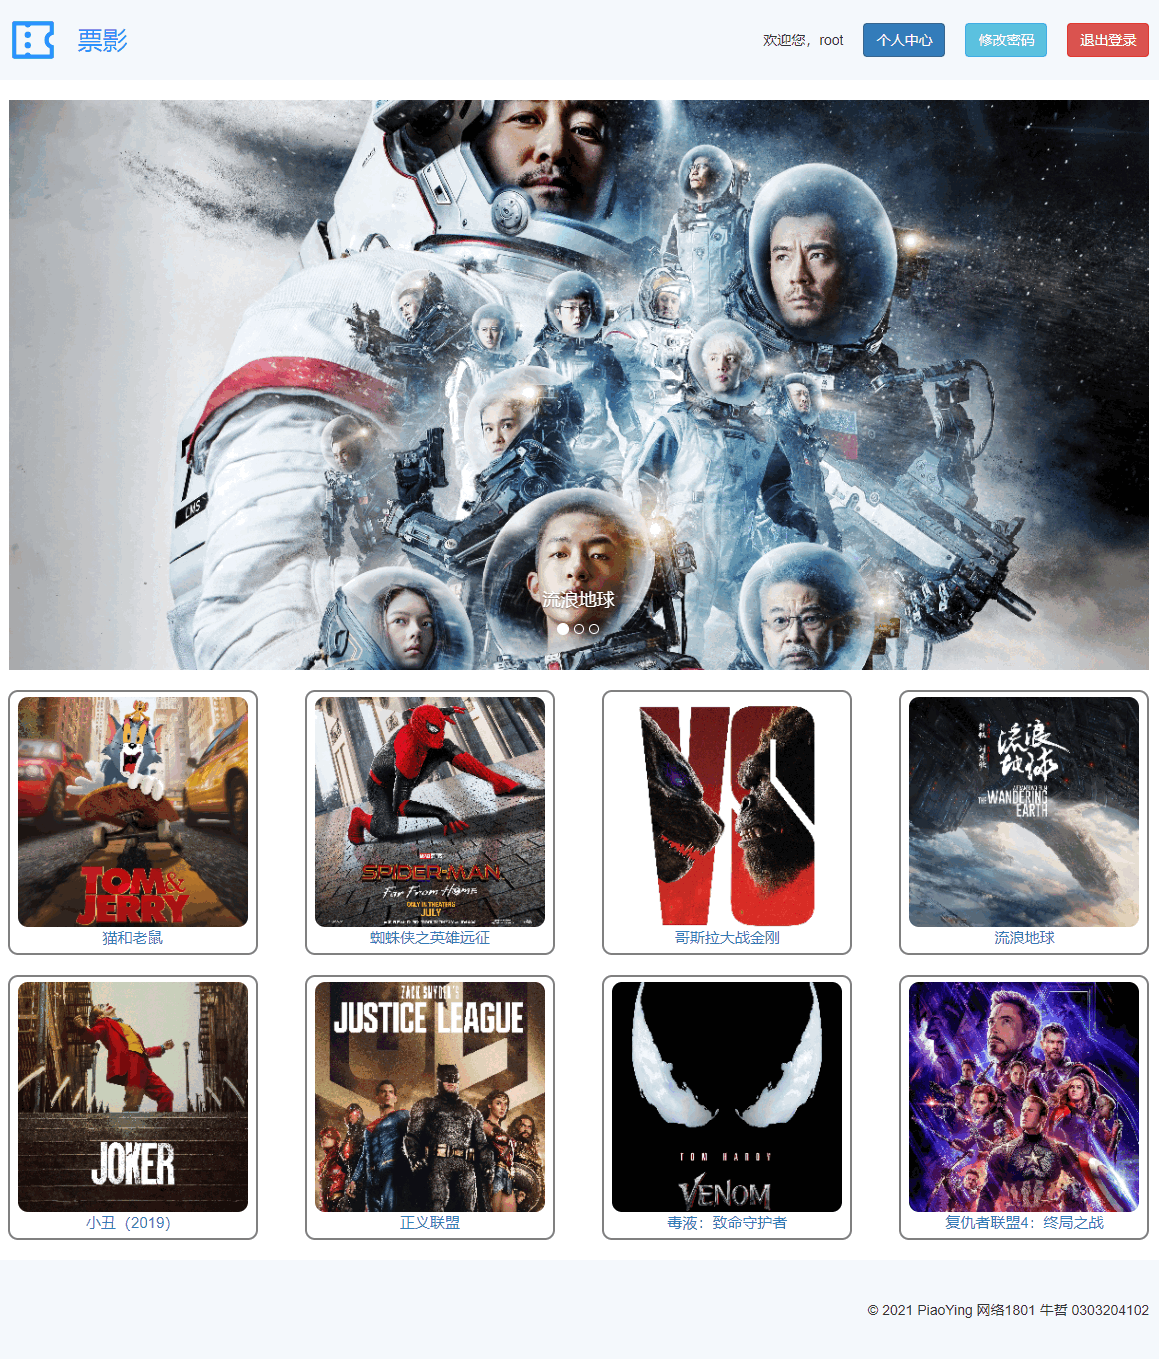 票影
欢迎您，root
个人中心
修改密码
退出登录
LMS
流浪地球
TOM&
JERRY
猫和老鼠
SPIDER-MAN
Far From Home
ONLY IN THEATERS
JULY
蜘蛛侠之英雄远征
VS
哥斯拉大战金刚
流浪
地球
THE WANDERING
EARTH
流浪地球
JOKER
小丑（2019）
ZACK SNYDER'S
JUSTICE LEAGUE
正义联盟
TOM HARDY
VENOM
毒液：致命守护者
复仇者联盟4：终局之战
© 2021 PiaoYing 网络1801 牛哲 0303204102